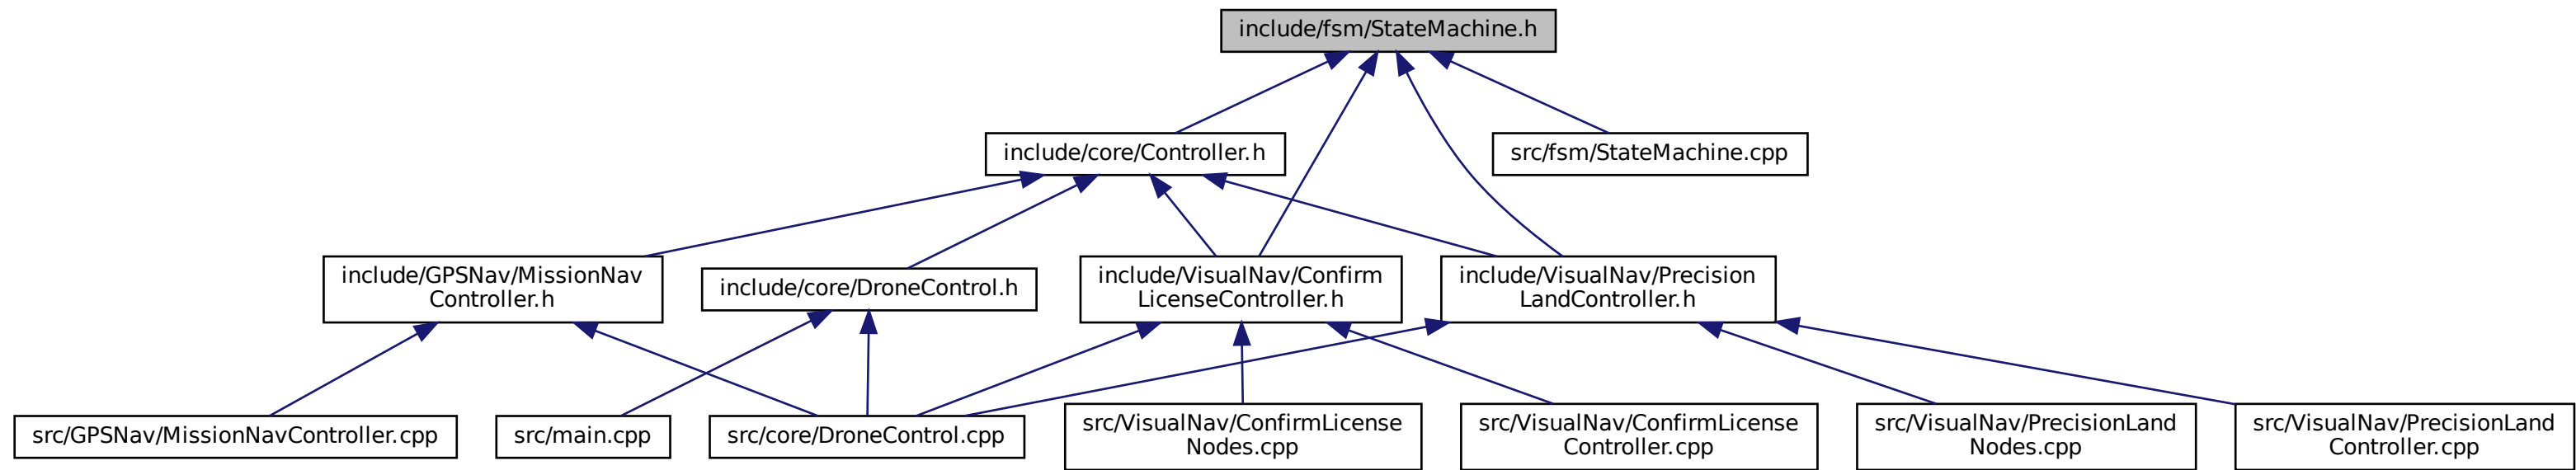 include/fsm/StateMachine.h
include/core/Controller.h
src/fsm/StateMachine.cpp
include/GPSNav/MissionNav
Controller.h
include/core/DroneControl.h
include/VisualNav/Confirm
LicenseController.h
include/VisualNav/Precision
LandController.h
src/GPSNav/MissionNavController.cpp
src/main.cpp
src/core/DroneControl.cpp
src/VisualNav/ConfirmLicense
Nodes.cpp
src/VisualNav/ConfirmLicense
Controller.cpp
src/VisualNav/PrecisionLand
Nodes.cpp
src/VisualNav/PrecisionLand
Controller.cpp